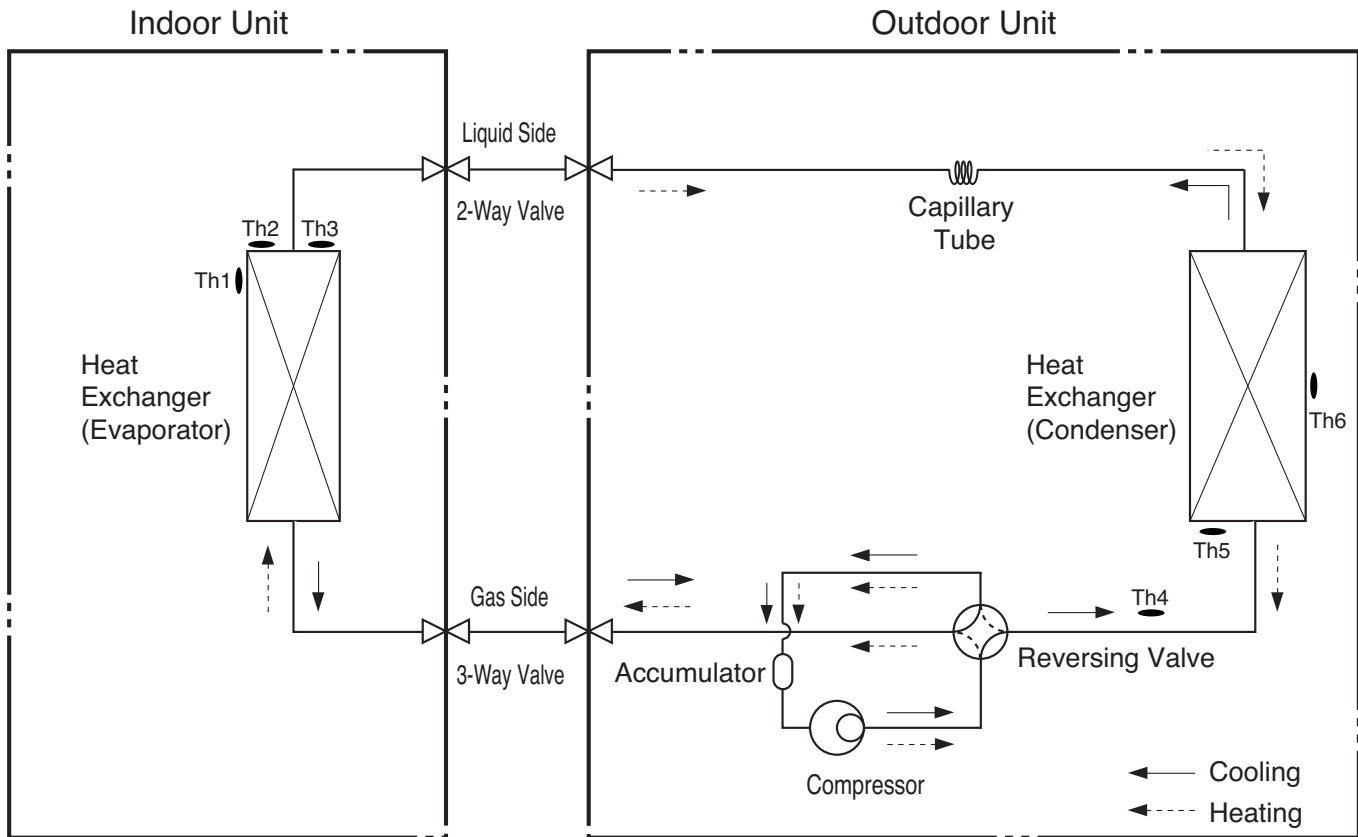 Indoor Unit
Outdoor Unit
Liquid Side
2-Way Valve
Capillary
Tube
Th2
Th3
Th1
Heat
Exchanger
(Evaporator)
Heat
Exchanger
(Condenser)
Th6
Th5
Th4
Gas Side
3-Way Valve
Accumulator
Reversing Valve
Compressor
Cooling
Heating